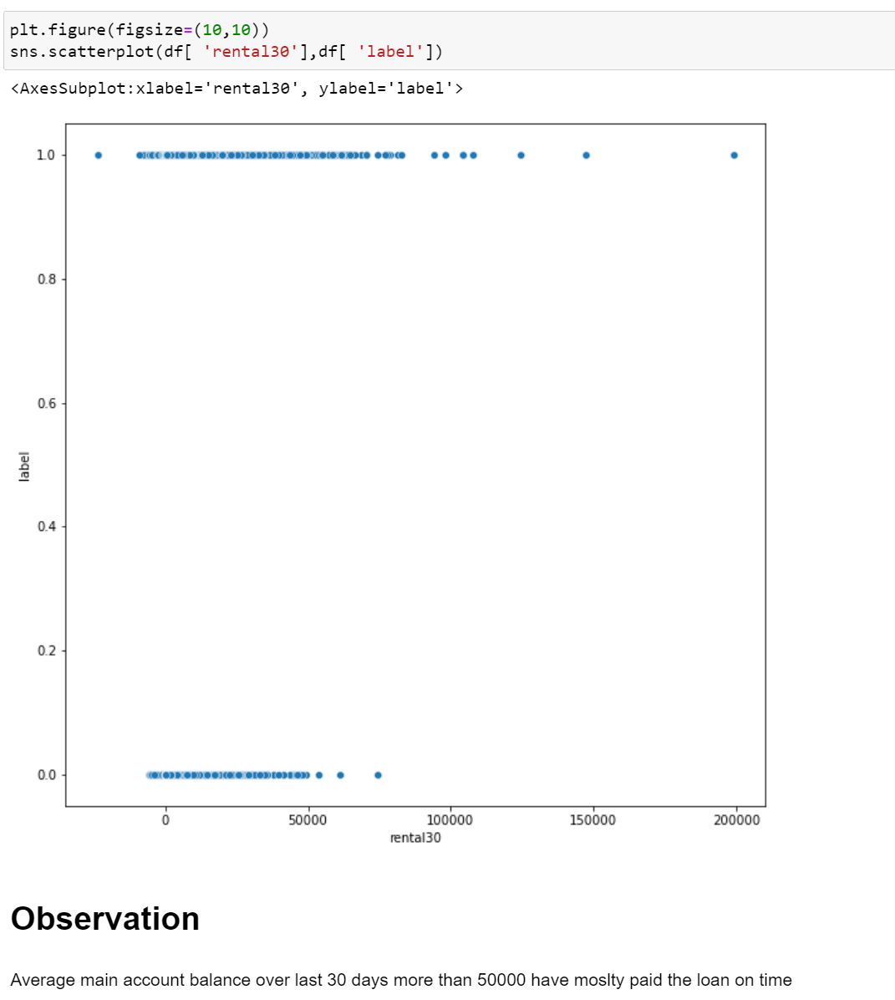 plt.figure(figsize=(10,10))
sns.scatterplot(df[ 'rental30'],df[ 'label'])
<AxesSubplot:xlabel='rental30', ylabel='label'>
1.0
0.8
0.6
label
0.4
0.2
0.0
0 50000 100000 150000 200000
rental30
Observation
Average main account balance over last 30 days more than 50000 have moslty paid the loan on time